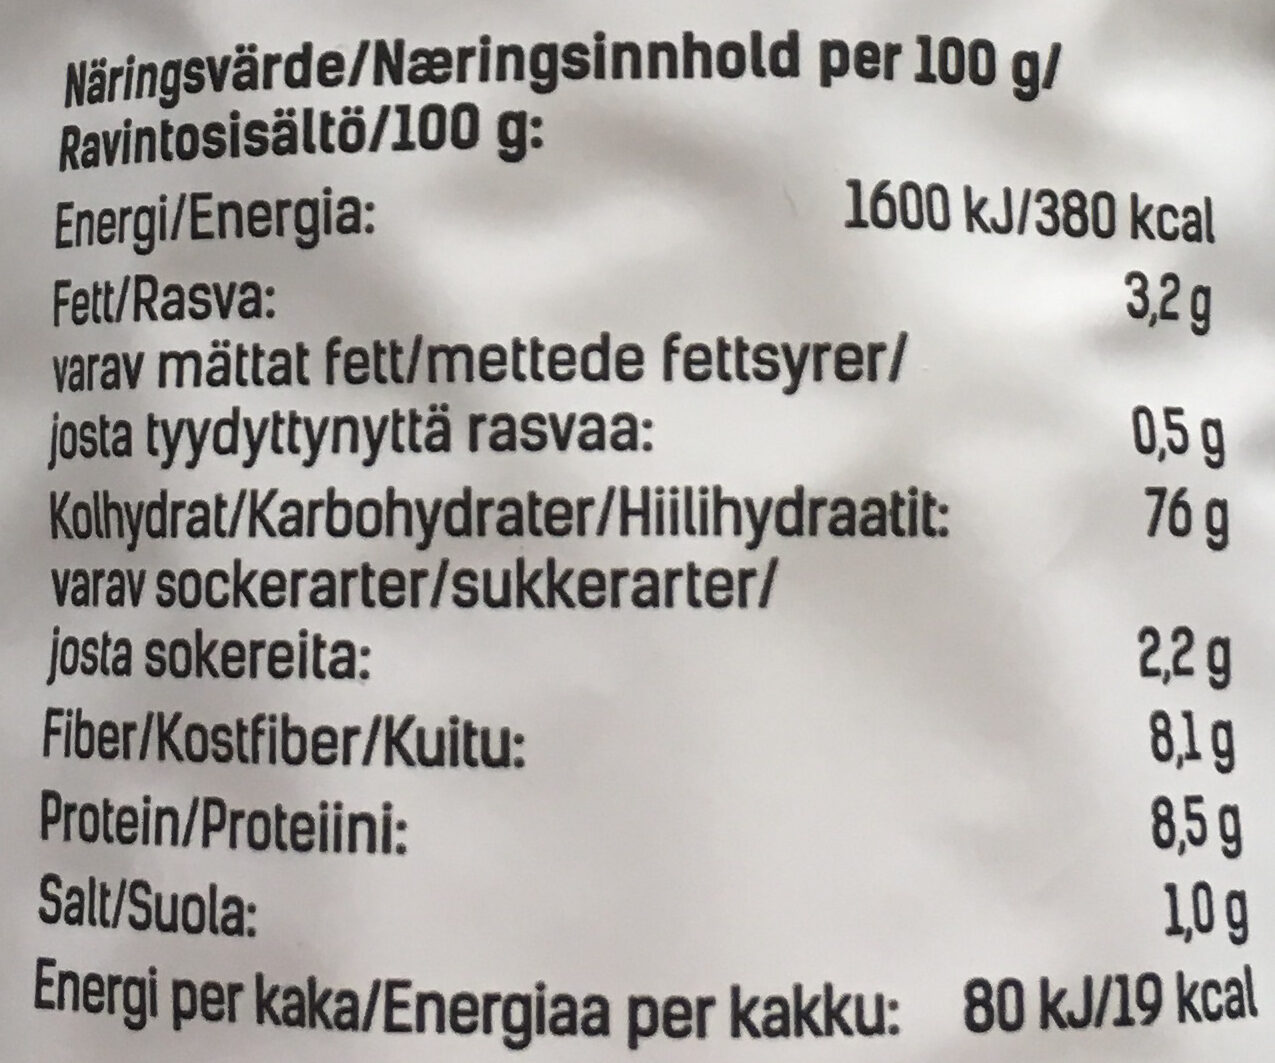 Näringsvärde/Næringsinnhold per 100 g/
Ravintosisältö/100 g:
Energi/Energia: 1600 kJ/380 kcal
Fett/Rasva: 3,2 g
varav mättat fett/mettede fettsyrer/
josta tyydyttynyttä rasvaa: 0,5 g
Kolhydrat/Karbohydrater/Hiilihydraatit: 76 g
varav sockerarter/sukkerarter/
josta sokereita: 2,2 g
Fiber/Kostfiber/Kuitu: 8,1 g
Protein/Proteiini: 8,5 g
Salt/Suola: 1,0 g
Energi per kaka/Energiaa per kakku: 80 kJ/19 kcal